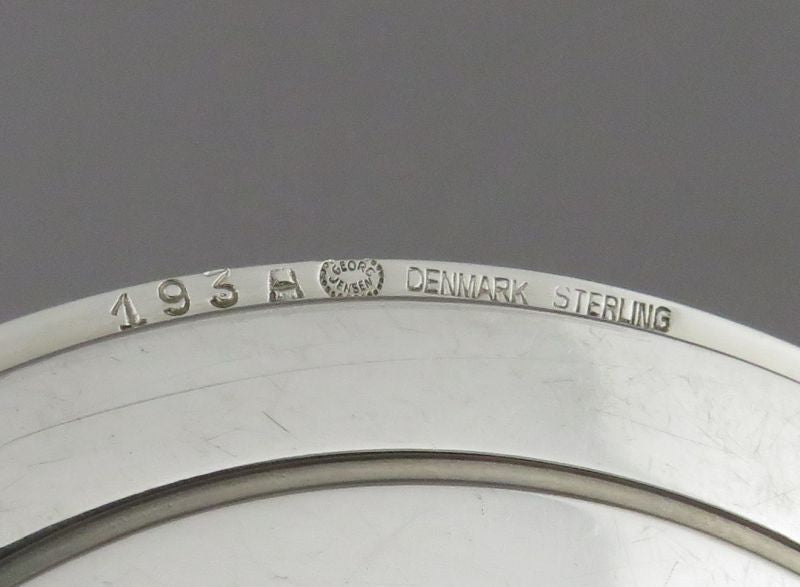 193 H GEORG JENSEN DENMARK STERLING